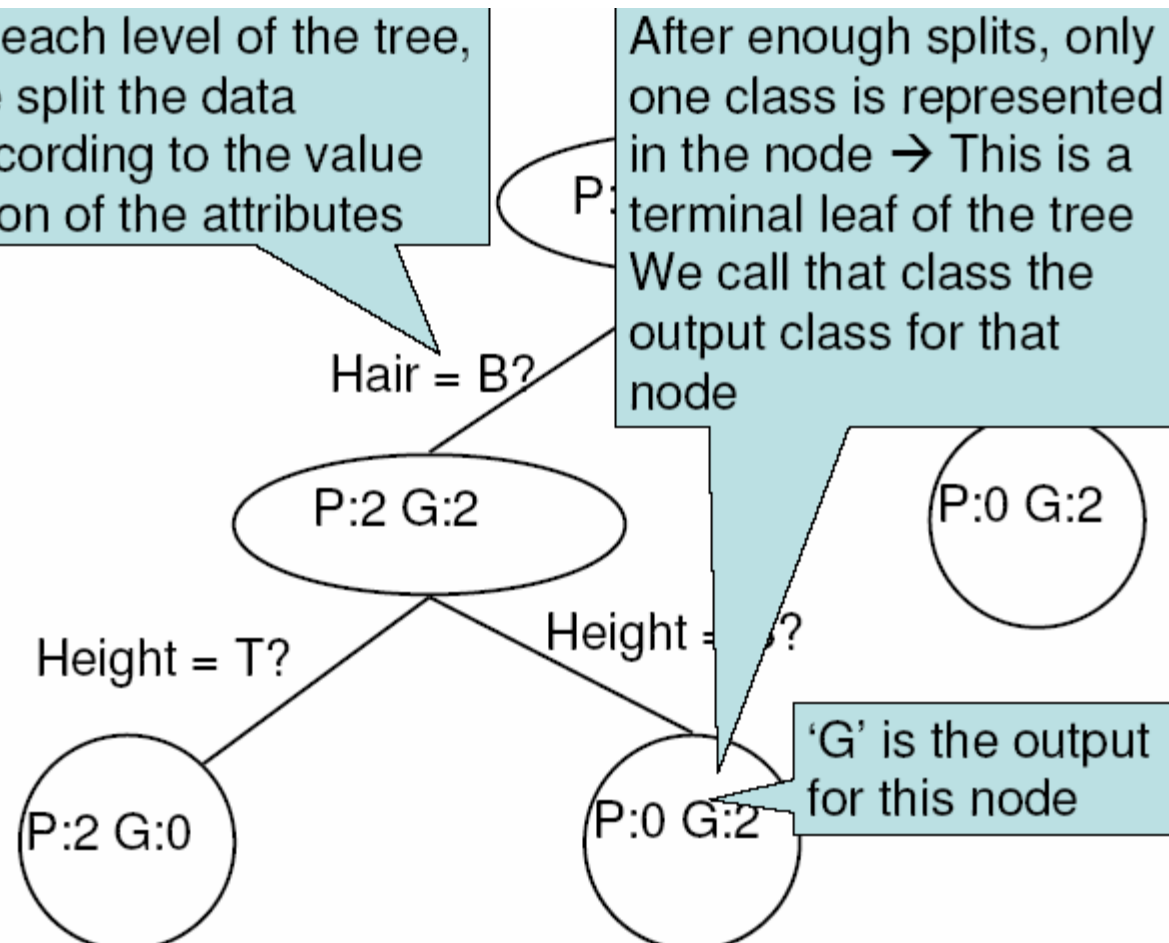 each level of the tree,
split the data
cording to the value
on of the attributes
After enough splits, only
one class is represented
in the node → This is a
terminal leaf of the tree
We call that class the
output class for that
node
P:
Hair = B?
P:2 G:2
P:0 G:2
Height = T?
Height = ?
P:2 G:0
P:0 G:2
‘G’ is the output
for this node